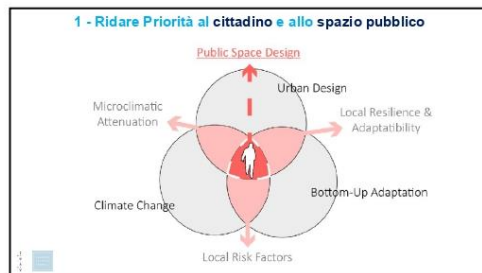 1 - Ridare Priorità al cittadino e allo spazio pubblico
Public Space Design
Urban Design
Microclimatic
Attenuation
Local Resilience &
Adaptatibility
Climate Change
Bottom-Up Adaptation
Local Risk Factors